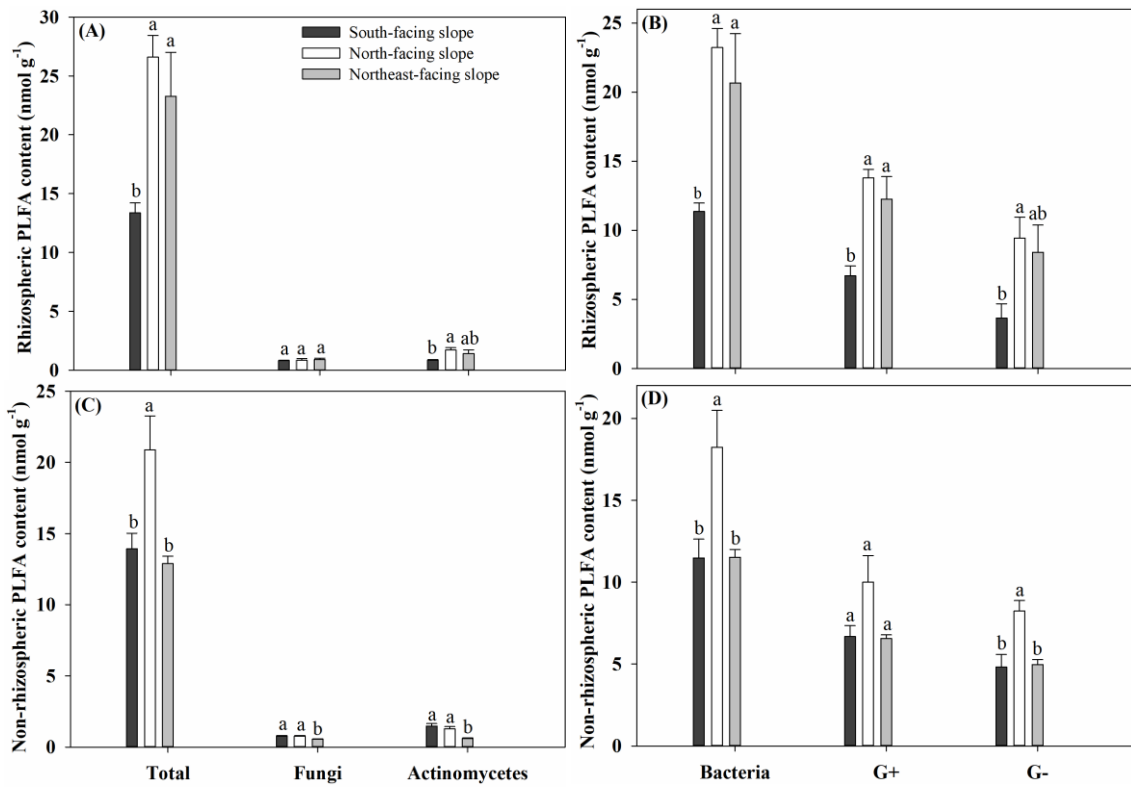 (A)
South-facing slope
North-facing slope
Northeast-facing slope
Rhizospheric PLFA content (nmol g-1)
30
25
20
15
10
5
0
b a a
a a a
b a ab
(B)
Rhizospheric PLFA content (nmol g-1)
25
20
15
10
5
0
b a a
b a a
b a ab
(C)
Non-rhizospheric PLFA content (nmol g-1)
25
20
15
10
5
0
b a b
a a b
a a b
Total Fungi Actinomycetes
(D)
Non-rhizospheric PLFA content (nmol g-1)
20
15
10
5
0
b a b
a a a
b a b
Bacteria G+ G-